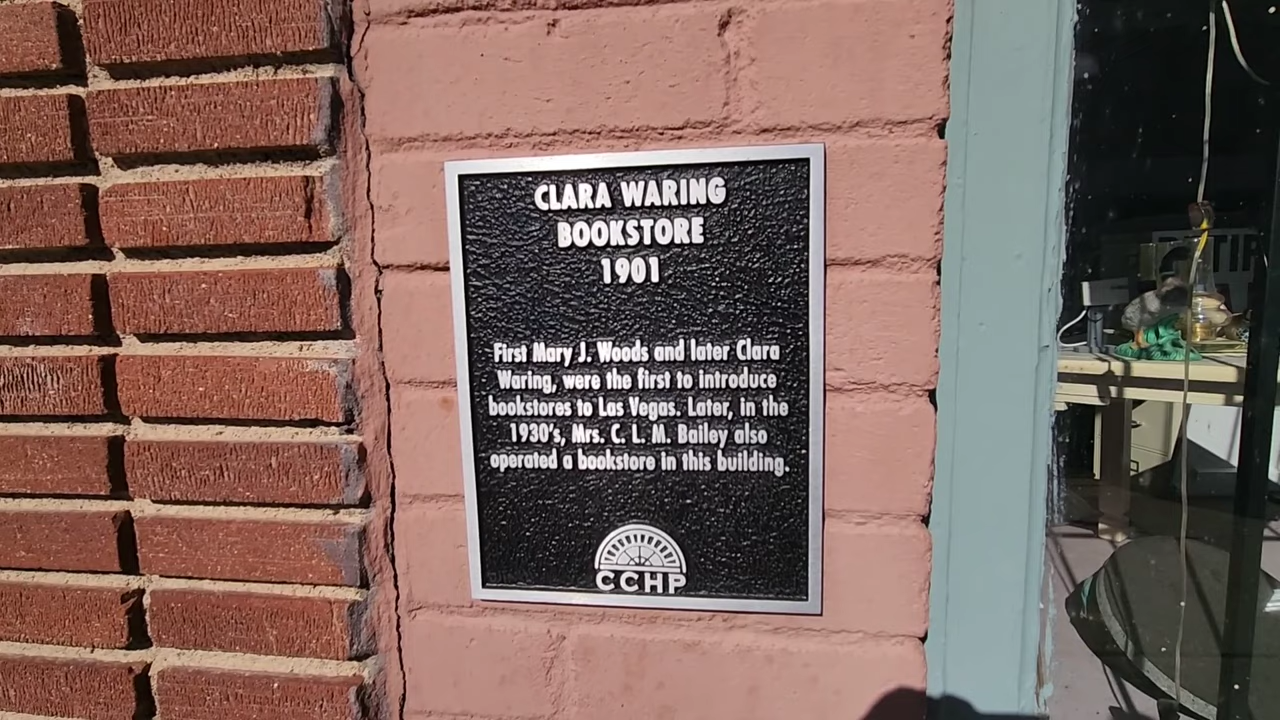 CLARA WARING
BOOKSTORE
1901
First Mary J. Woods and later Clara
Waring, were the first to introduce
bookstores to Las Vegas. Later, in the
1930's, Mrs. C. L. M. Bailey also
operated a bookstore in this building.
CCHP